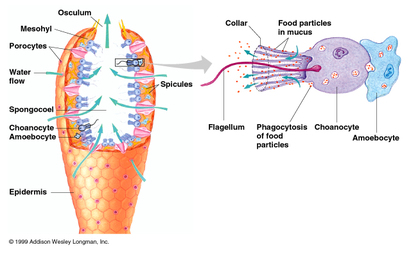 Osculum
Mesohyl
Porocytes
Water
flow
Spongocoel
Choanocyte
Amoebocyte
Epidermis
Spicules
Collar
Food particles
in mucus
Flagellum
Phagocytosis
of food
particles
Choanocyte
Amoebocyte
© 1999 Addison Wesley Longman, Inc.